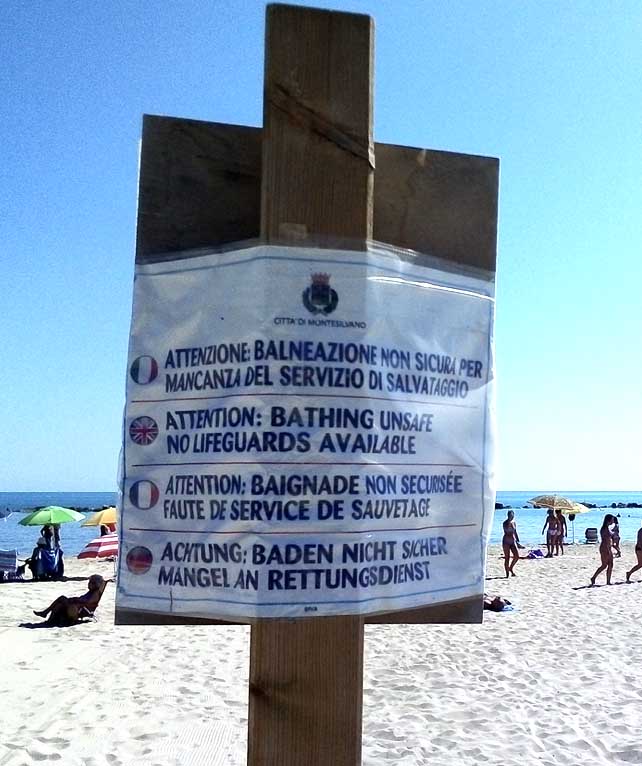 CITTA' DI MONTESILVANO
ATTENZIONE: BALNEAZIONE NON SICURA PER
MANCANZA DEL SERVIZIO DI SALVATAGGIO
ATTENTION: BATHING UNSAFE
NO LIFEGUARDS AVAILABLE
ATTENTION: BAIGNADE NON SECURISÉE
FAUTE DE SERVICE DE SAUVETAGE
ACHTUNG: BADEN NICHT SICHER
MANGEL AN RETTUNGSDIENST